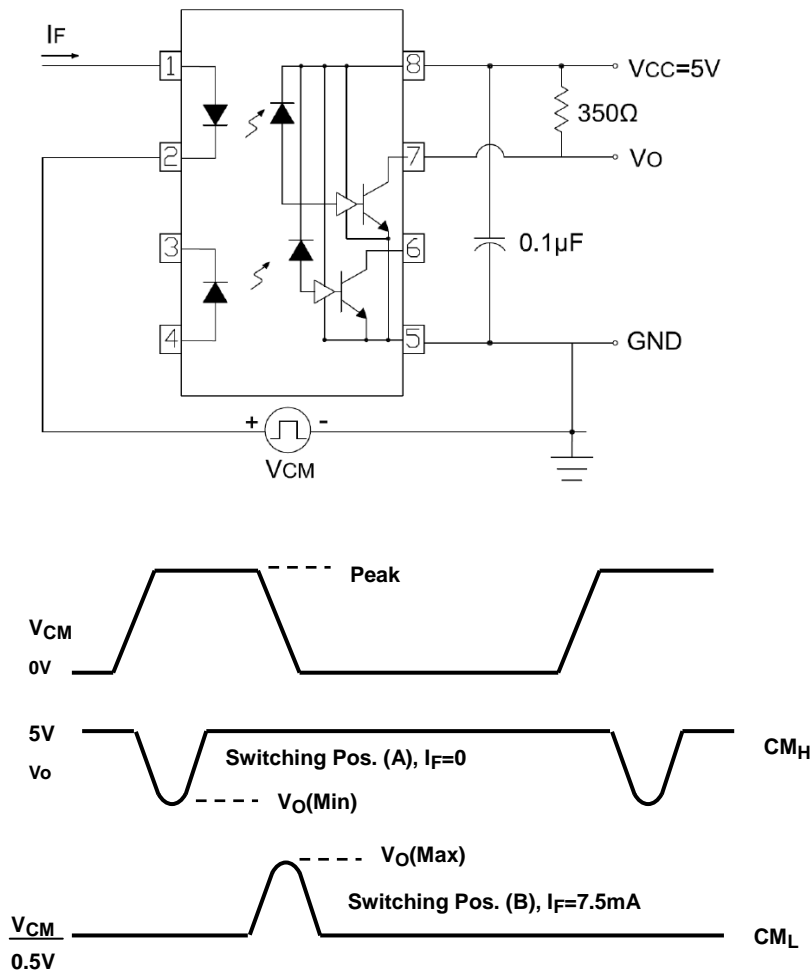 IF
1
8
VCC=5V
350Ω
2
7
VO
3
6
0.1µF
4
5
GND
+
-
VCM
Peak
VCM
0V
5V
Switching Pos. (A), IF=0
CMH
Vo
VO(Min)
VO(Max)
Switching Pos. (B), IF=7.5mA
VCM
CML
0.5V